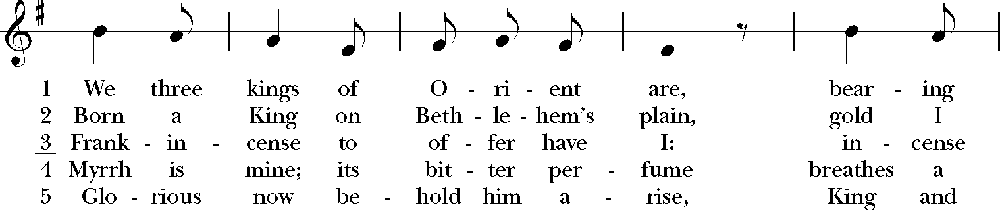 1 We three kings of O - ri - ent are, bear - ing
2 Born a King on Beth - le - hem's plain, gold I
3 Frank - in - cense to of - fer have I: in - cense
4 Myrrh is mine; its bit - ter per - fume breathes a
5 Glo - rious now be - hold him a - rise, King and